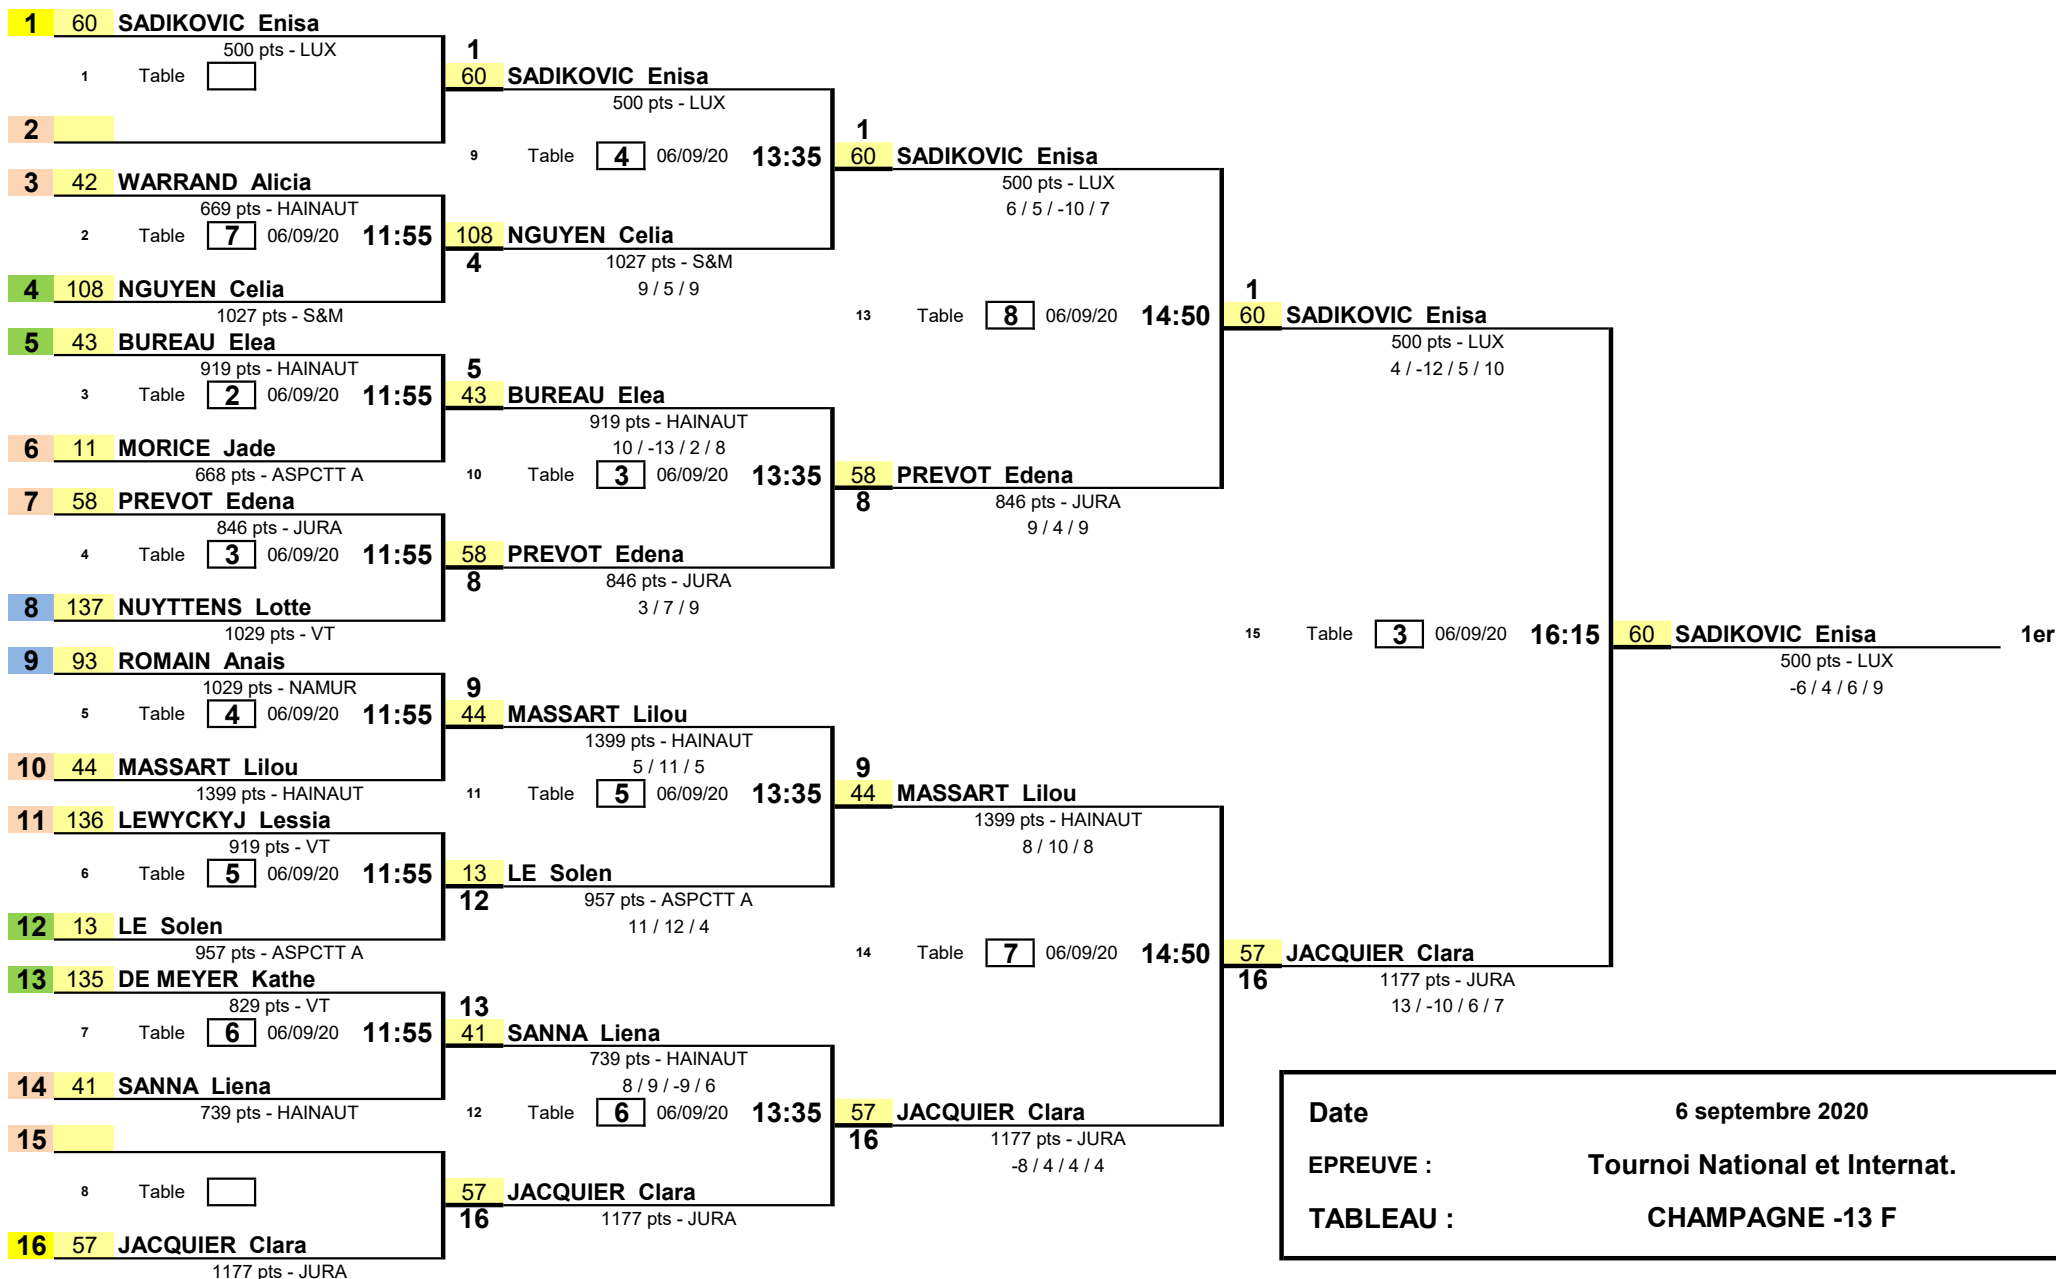 1 60 SADIKOVIC Enisa
500 pts - LUX
1 Table
2
3 42 WARRAND Alicia
669 pts - HAINAUT
2 Table 7 06/09/20 11:55
4 108 NGUYEN Celia
1027 pts - S&M
5 43 BUREAU Elea
919 pts - HAINAUT
3 Table 2 06/09/20 11:55
6 11 MORICE Jade
668 pts - ASPCTT A
7 58 PREVOT Edena
846 pts - JURA
4 Table 3 06/09/20 11:55
8 137 NUYTTENS Lotte
1029 pts - VT
9 93 ROMAIN Anais
1029 pts - NAMUR
5 Table 4 06/09/20 11:55
10 44 MASSART Lilou
1399 pts - HAINAUT
11 136 LEWYCKYJ Lessia
919 pts - VT
6 Table 5 06/09/20 11:55
12 13 LE Solen
957 pts - ASPCTT A
13 135 DE MEYER Kathe
829 pts - VT
7 Table 6 06/09/20 11:55
14 41 SANNA Liena
739 pts - HAINAUT
15
8 Table
16 57 JACQUIER Clara
1177 pts - JURA
1
60 SADIKOVIC Enisa
500 pts - LUX
9 Table 4 06/09/20 13:35
108 NGUYEN Celia
4 1027 pts - S&M
9 / 5 / 9
5
43 BUREAU Elea
919 pts - HAINAUT
10 / -13 / 2 / 8
10 Table 3 06/09/20 13:35
58 PREVOT Edena
8 846 pts - JURA
3 / 7 / 9
9
44 MASSART Lilou
1399 pts - HAINAUT
5 / 11 / 5
11 Table 5 06/09/20 13:35
13 LE Solen
12 957 pts - ASPCTT A
11 / 12 / 4
13
41 SANNA Liena
739 pts - HAINAUT
8 / 9 / -9 / 6
12 Table 6 06/09/20 13:35
57 JACQUIER Clara
16 1177 pts - JURA
1
60 SADIKOVIC Enisa
500 pts - LUX
6 / 5 / -10 / 7
13 Table 8 06/09/20 14:50
58 PREVOT Edena
8 846 pts - JURA
9 / 4 / 9
9
44 MASSART Lilou
1399 pts - HAINAUT
8 / 10 / 8
14 Table 7 06/09/20 14:50
57 JACQUIER Clara
16 1177 pts - JURA
-8 / 4 / 4 / 4
1
60 SADIKOVIC Enisa
500 pts - LUX
4 / -12 / 5 / 10
15 Table 3 06/09/20 16:15
57 JACQUIER Clara
16 1177 pts - JURA
13 / -10 / 6 / 7
60 SADIKOVIC Enisa 1er
500 pts - LUX
-6 / 4 / 6 / 9
Date 6 septembre 2020
EPREUVE : Tournoi National et Internat.
TABLEAU : CHAMPAGNE -13 F